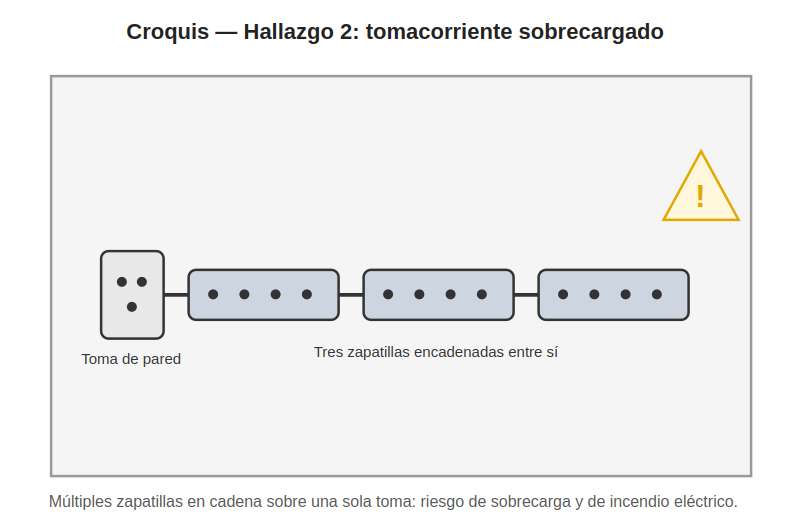 Croquis — Hallazgo 2: tomacorriente sobrecargado
!
Toma de pared
Tres zapatillas encadenadas entre sí
Múltiples zapatillas en cadena sobre una sola toma: riesgo de sobrecarga y de incendio eléctrico.